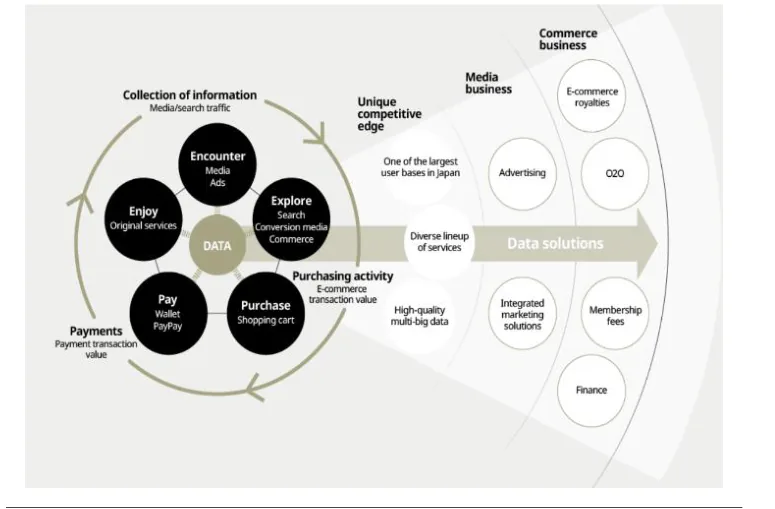 Commerce
business
Media
business
Unique
competitive
edge
Collection of information
Media/search traffic
Encounter
Media
Ads
Explore
Search
Conversion media
Commerce
Enjoy
Original services
DATA
Pay
Wallet
PayPay
Purchase
Shopping cart
Purchasing activity
E-commerce
transaction value
Payments
Payment transaction
value
One of the largest
user bases in Japan
Diverse lineup
of services
High-quality
multi-big data
Advertising
Data solutions
Integrated
marketing
solutions
E-commerce
royalties
O2O
Membership
fees
Finance